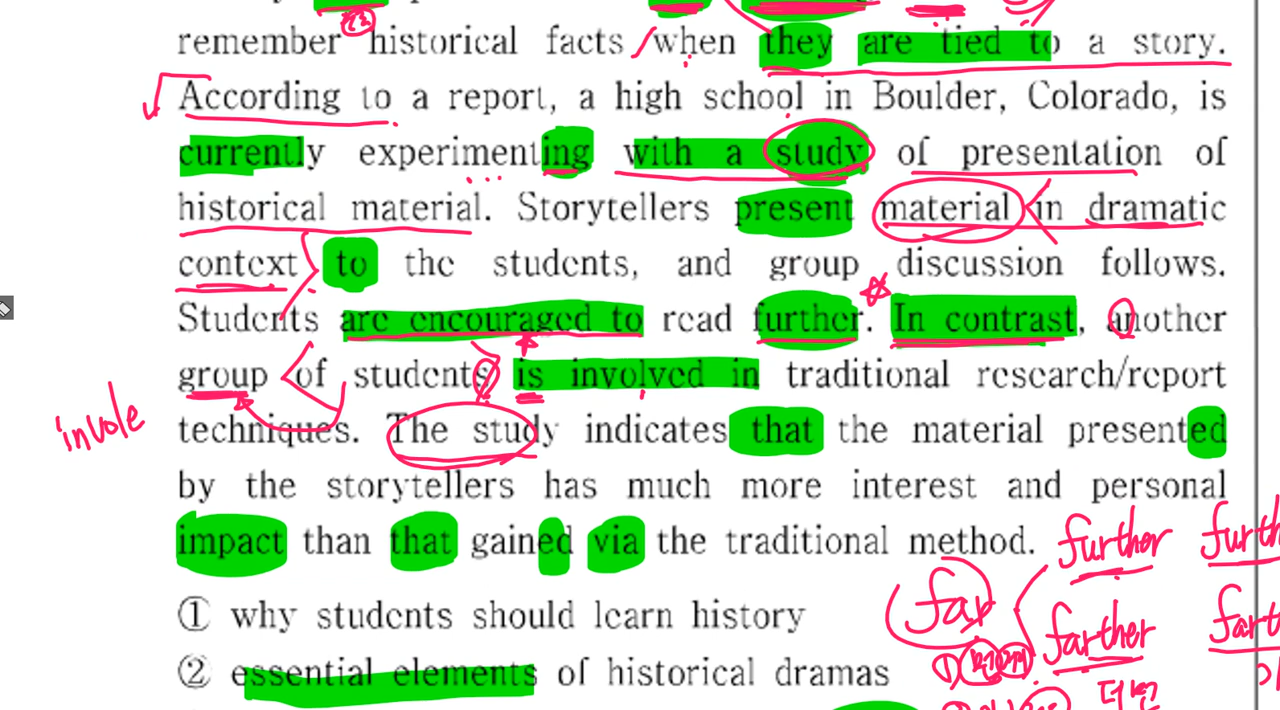 remember historical facts when they are tied to a story.
According to a report, a high school in Boulder, Colorado, is
currently experimenting with a study of presentation of
historical material. Storytellers present material in dramatic
context to the students, and group discussion follows.
Students are encouraged to read further. In contrast, another
group of students is involved in traditional research/report
invole
techniques. The study indicates that the material presented
by the storytellers has much more interest and personal
impact than that gained via the traditional method.
further
far
farther
① why students should learn history
② essential elements of historical dramas